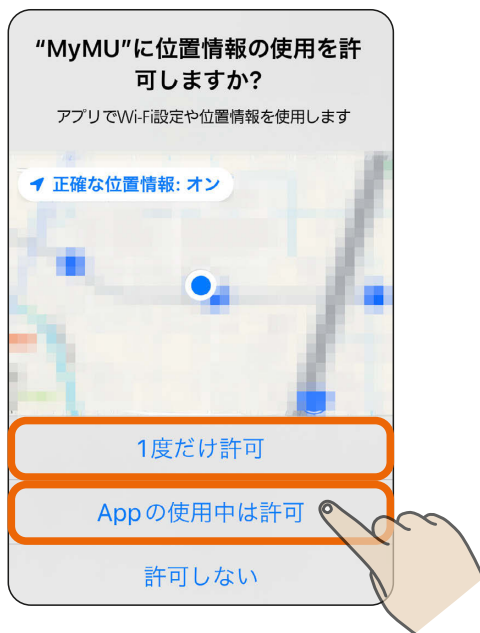 “MyMU”に位置情報の使用を許
可しますか?
アプリでWi-Fi設定や位置情報を使用します
正確な位置情報: オン
1度だけ許可
Appの使用中は許可
許可しない